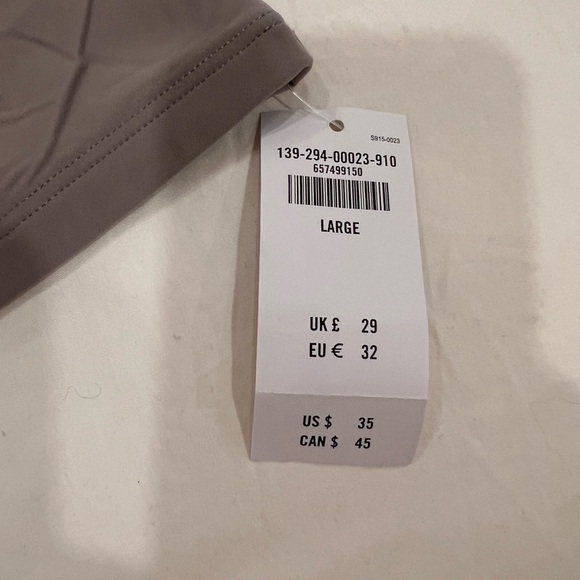 S915-0023
139-294-00023-910
657499150
LARGE
UK £ 29
EU € 32
US $ 35
CAN $ 45